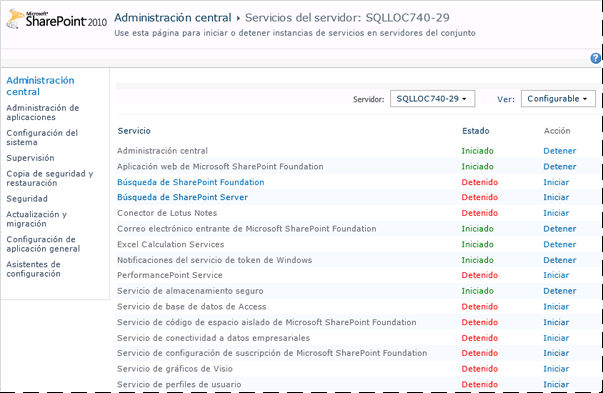 Microsoft
SharePoint 2010
Administración central ▸ Servicios del servidor: SQLLOC740-29
Use esta página para iniciar o detener instancias de servicios en servidores del conjunto
?
Administración
central
Administración de
aplicaciones
Configuración del
sistema
Supervisión
Copia de seguridad y
restauración
Seguridad
Actualización y
migración
Configuración de
aplicación general
Asistentes de
configuración
Servidor: SQLLOC740-29 Ver: Configurable
Servicio Estado Acción
Administración central Iniciado Detener
Aplicación web de Microsoft SharePoint Foundation Iniciado Detener
Búsqueda de SharePoint Foundation Detenido Iniciar
Búsqueda de SharePoint Server Detenido Iniciar
Conector de Lotus Notes Detenido Iniciar
Correo electrónico entrante de Microsoft SharePoint Foundation Iniciado Detener
Excel Calculation Services Iniciado Detener
Notificaciones del servicio de token de Windows Iniciado Detener
PerformancePoint Service Detenido Iniciar
Servicio de almacenamiento seguro Iniciado Detener
Servicio de base de datos de Access Detenido Iniciar
Servicio de código de espacio aislado de Microsoft SharePoint Foundation Detenido Iniciar
Servicio de conectividad a datos empresariales Detenido Iniciar
Servicio de configuración de suscripción de Microsoft SharePoint Foundation Detenido Iniciar
Servicio de gráficos de Visio Detenido Iniciar
Servicio de perfiles de usuario Detenido Iniciar